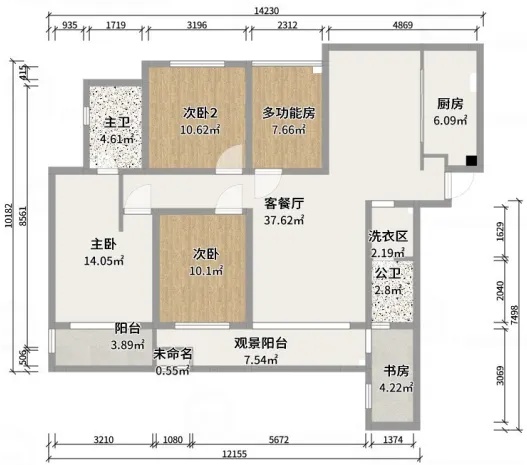 14230
935
1719
3196
2312
4869
415
10182
8561
506
次卧2
10.62㎡
多功能房
7.66㎡
厨房
6.09㎡
主卫
4.61㎡
客餐厅
37.62㎡
主卧
14.05㎡
次卧
10.1㎡
洗衣区
2.19㎡
公卫
2.8㎡
阳台
3.89㎡
未命名
0.55㎡
观景阳台
7.54㎡
书房
4.22㎡
1629
2040
7498
3069
3210
1080
5672
1374
12155